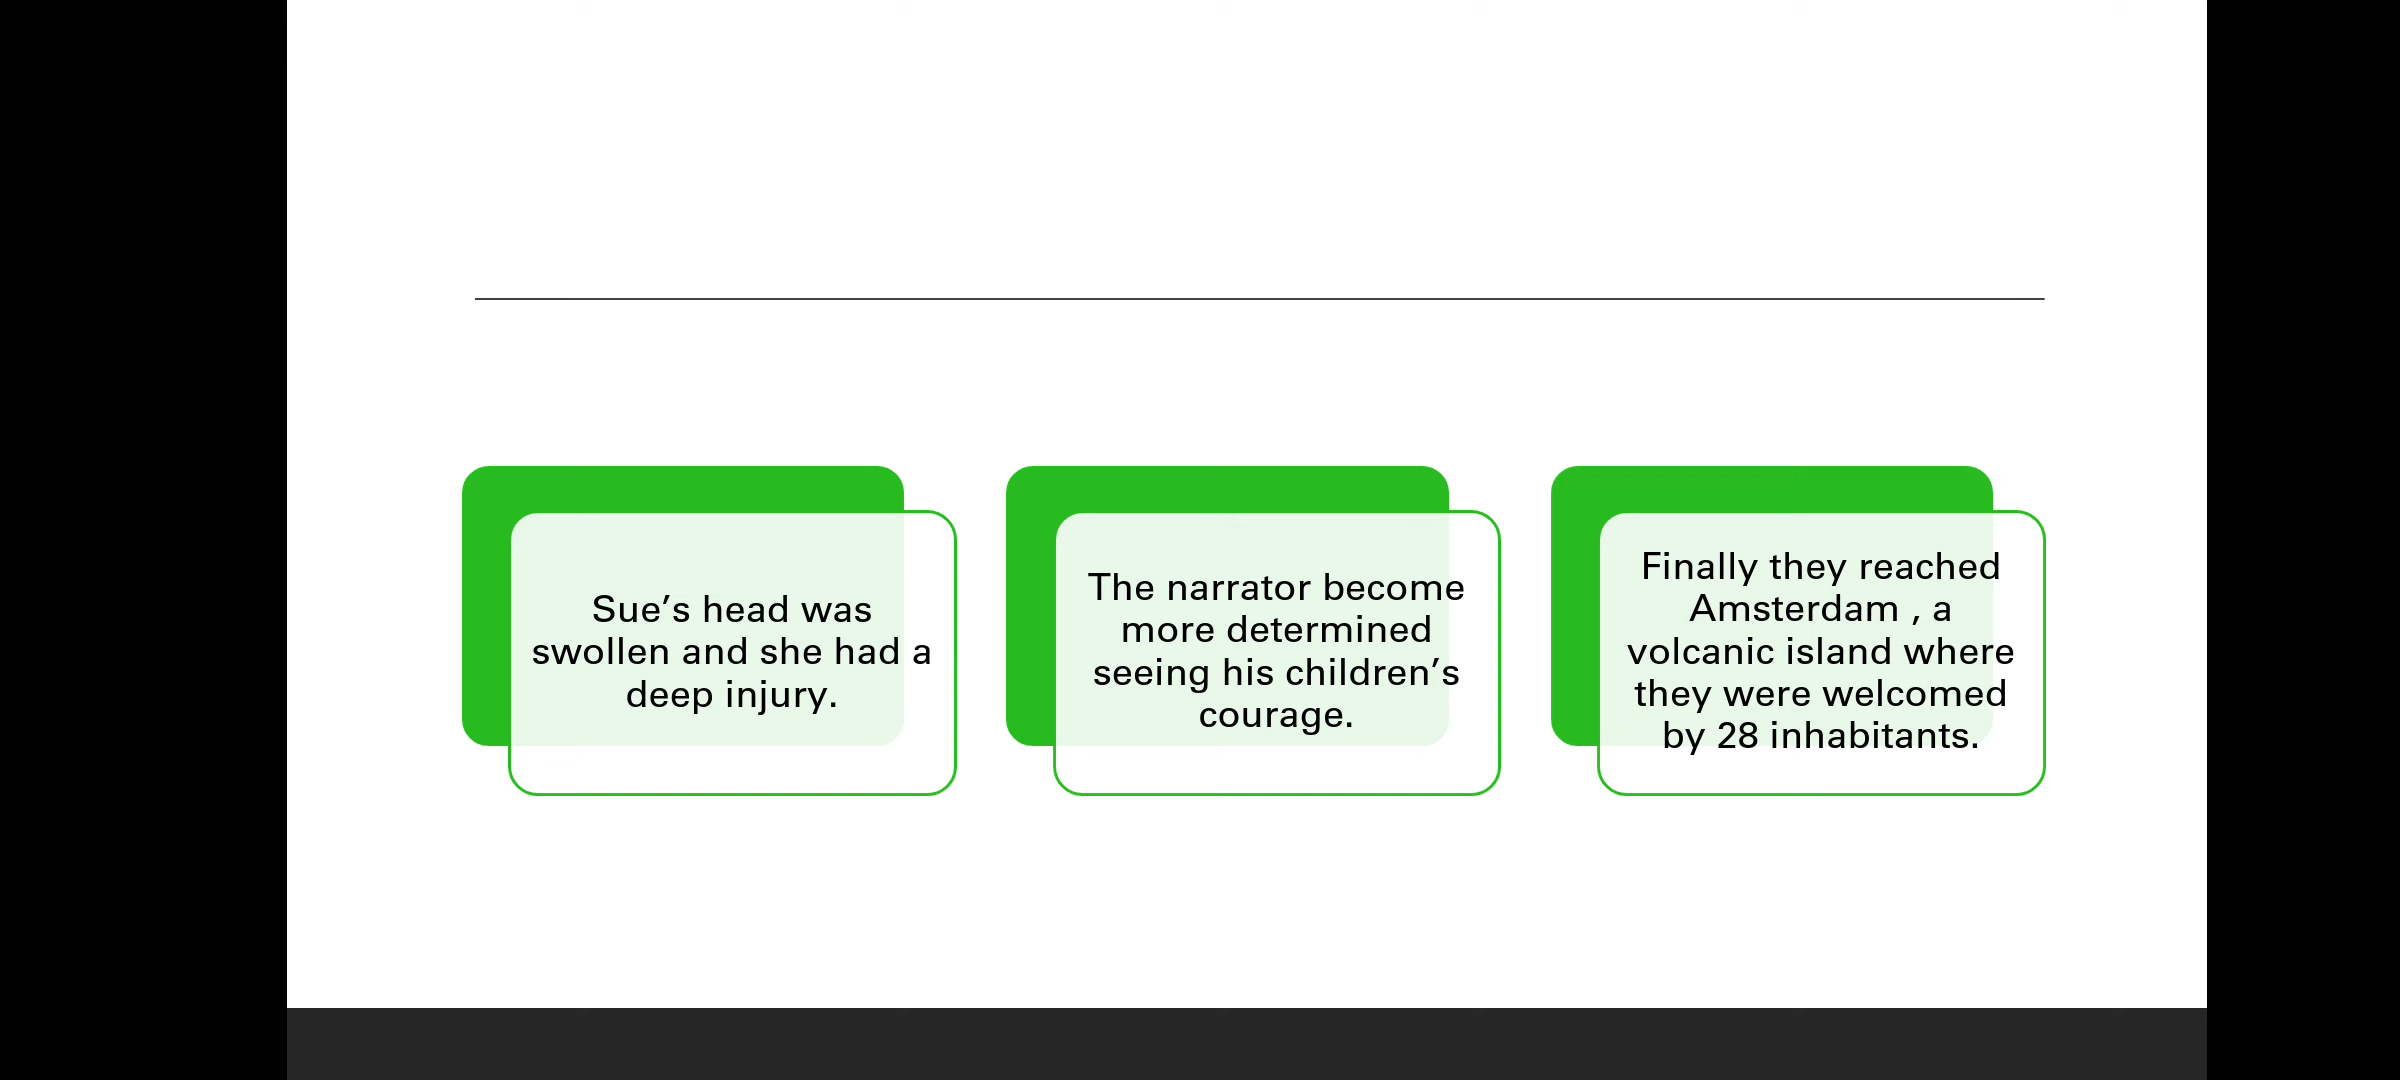 Sue’s head was
swollen and she had a
deep injury.
The narrator become
more determined
seeing his children’s
courage.
Finally they reached
Amsterdam , a
volcanic island where
they were welcomed
by 28 inhabitants.